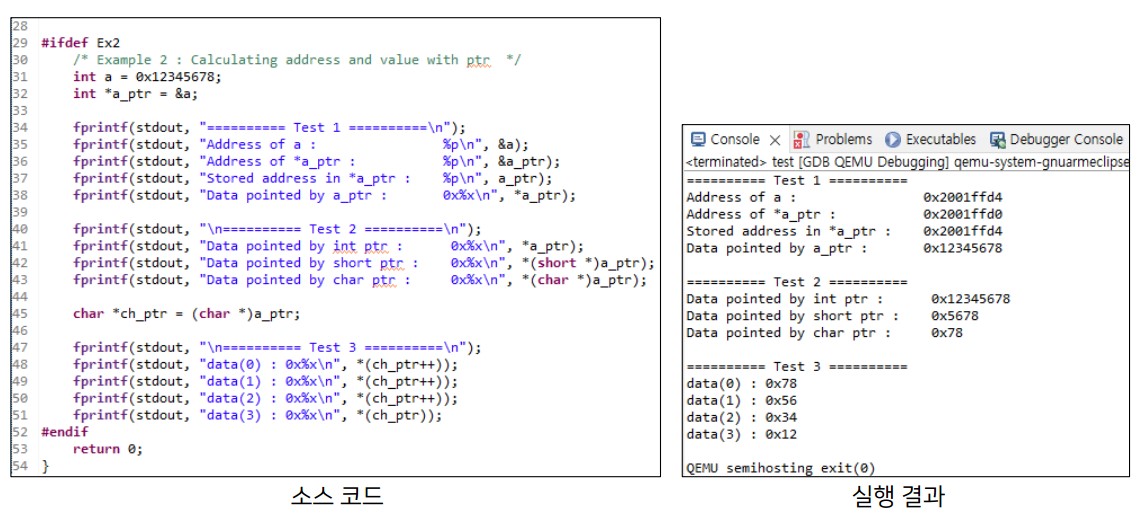 28
29 #ifdef Ex2
30     /* Example 2 : Calculating address and value with ptr  */
31     int a = 0x12345678;
32     int *a_ptr = &a;
33
34     fprintf(stdout, "========== Test 1 ==========\n");
35     fprintf(stdout, "Address of a :                %p\n", &a);
36     fprintf(stdout, "Address of *a_ptr :           %p\n", &a_ptr);
37     fprintf(stdout, "Stored address in *a_ptr :    %p\n", a_ptr);
38     fprintf(stdout, "Data pointed by a_ptr :       0x%x\n", *a_ptr);
39
40     fprintf(stdout, "\n========== Test 2 ==========\n");
41     fprintf(stdout, "Data pointed by int ptr :      0x%x\n", *a_ptr);
42     fprintf(stdout, "Data pointed by short ptr :    0x%x\n", *(short *)a_ptr);
43     fprintf(stdout, "Data pointed by char ptr :     0x%x\n", *(char *)a_ptr);
44
45     char *ch_ptr = (char *)a_ptr;
46
47     fprintf(stdout, "\n========== Test 3 ==========\n");
48     fprintf(stdout, "data(0) : 0x%x\n", *(ch_ptr++));
49     fprintf(stdout, "data(1) : 0x%x\n", *(ch_ptr++));
50     fprintf(stdout, "data(2) : 0x%x\n", *(ch_ptr++));
51     fprintf(stdout, "data(3) : 0x%x\n", *(ch_ptr));
52 #endif
53     return 0;
54 }
소스 코드
Console Problems Executables Debugger Console
<terminated> test [GDB QEMU Debugging] qemu-system-gnuarmeclipse
========== Test 1 ==========
Address of a :                0x2001ffd4
Address of *a_ptr :           0x2001ffd0
Stored address in *a_ptr :    0x2001ffd4
Data pointed by a_ptr :       0x12345678

========== Test 2 ==========
Data pointed by int ptr :      0x12345678
Data pointed by short ptr :    0x5678
Data pointed by char ptr :     0x78

========== Test 3 ==========
data(0) : 0x78
data(1) : 0x56
data(2) : 0x34
data(3) : 0x12

QEMU semihosting exit(0)
실행 결과